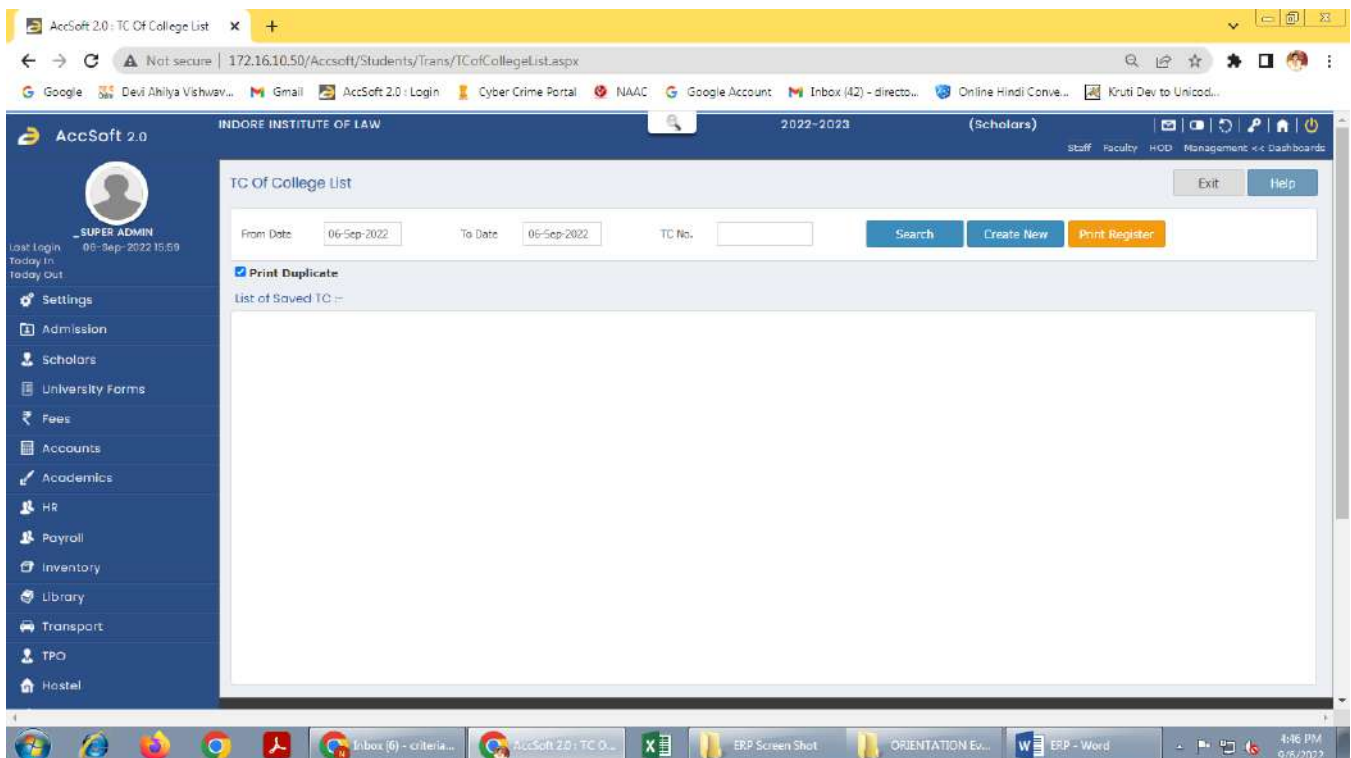 AccSoft 2.0 : TC Of College List
Not secure | 172.16.10.50/Accsoft/Students/Trans/TCofCollegeList.aspx
Google Devi Ahilya Vishwav... Gmail AccSoft 2.0 : Login Cyber Crime Portal NAAC Google Account Inbox (42) - directo... Online Hindi Conve... Kruti Dev to Unicod...
AccSoft 2.0 INDORE INSTITUTE OF LAW 2022-2023 (Scholars)
Staff Faculty HOD Management << Dashboards
TC Of College List Exit Help
_SUPER ADMIN
Last Login 06-Sep-2022 15:59
Today In
Today Out
From Date 06-Sep-2022 To Date 06-Sep-2022 TC No. Search Create New Print Register
Print Duplicate
List of Saved TC :-
Settings
Admission
Scholars
University Forms
Fees
Accounts
Academics
HR
Payroll
Inventory
Library
Transport
TPO
Hostel
Inbox (6) - criteria... AccSoft 2.0 : TC O... ERP Screen Shot ORIENTATION Ev... ERP - Word 4:46 PM
9/6/2022